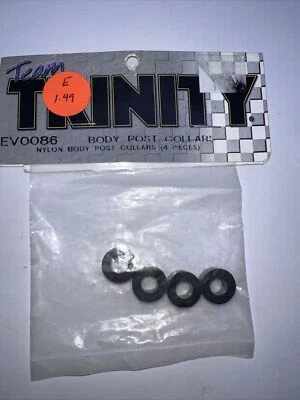 Team
TRINITY
E
1.49
EV0086 BODY POST COLLARS
NYLON BODY POST COLLARS (4 PIECES)